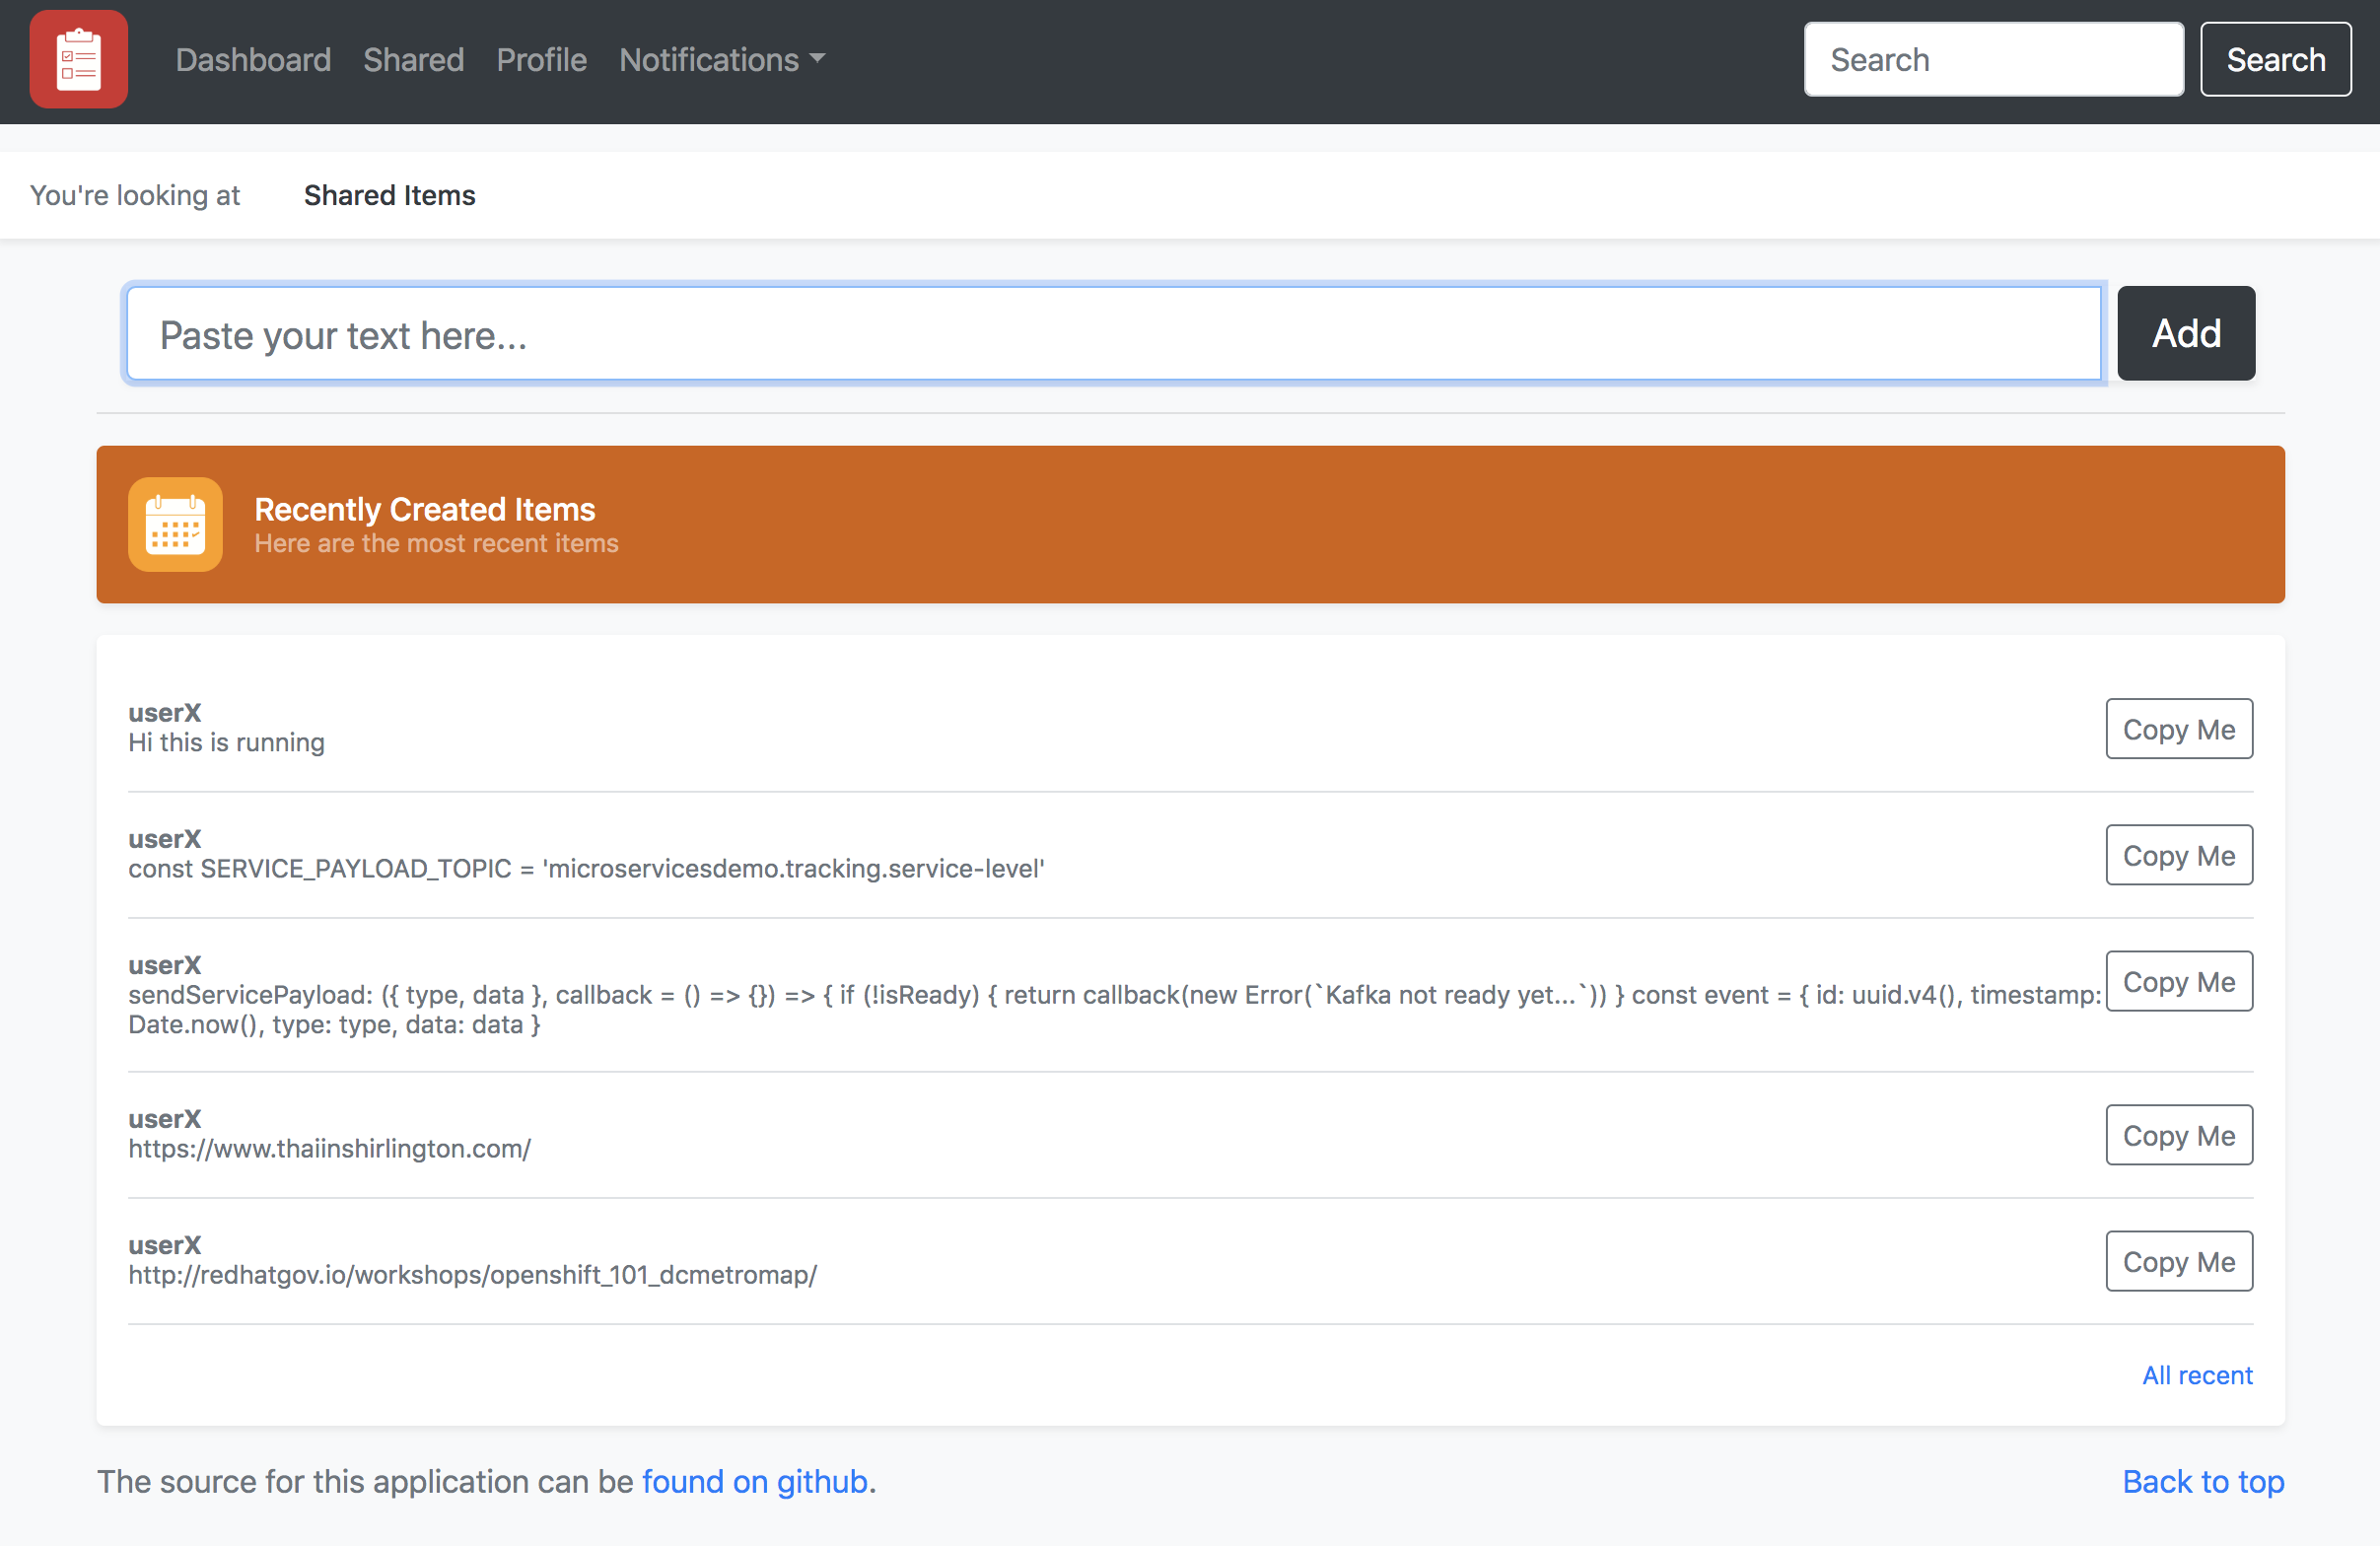 Dashboard Shared Profile Notifications Search Search
You're looking at Shared Items
Paste your text here... Add
Recently Created Items
Here are the most recent items
userX
Hi this is running
Copy Me
userX
const SERVICE_PAYLOAD_TOPIC = 'microservicesdemo.tracking.service-level'
Copy Me
userX
sendServicePayload: ({ type, data }, callback = () => {}) => { if (!isReady) { return callback(new Error(`Kafka not ready yet...`)) } const event = { id: uuid.v4(), timestamp:
Date.now(), type: type, data: data }
Copy Me
userX
https://www.thaiinshirlington.com/
Copy Me
userX
http://redhatgov.io/workshops/openshift_101_dcmetromap/
Copy Me
All recent
The source for this application can be found on github. Back to top